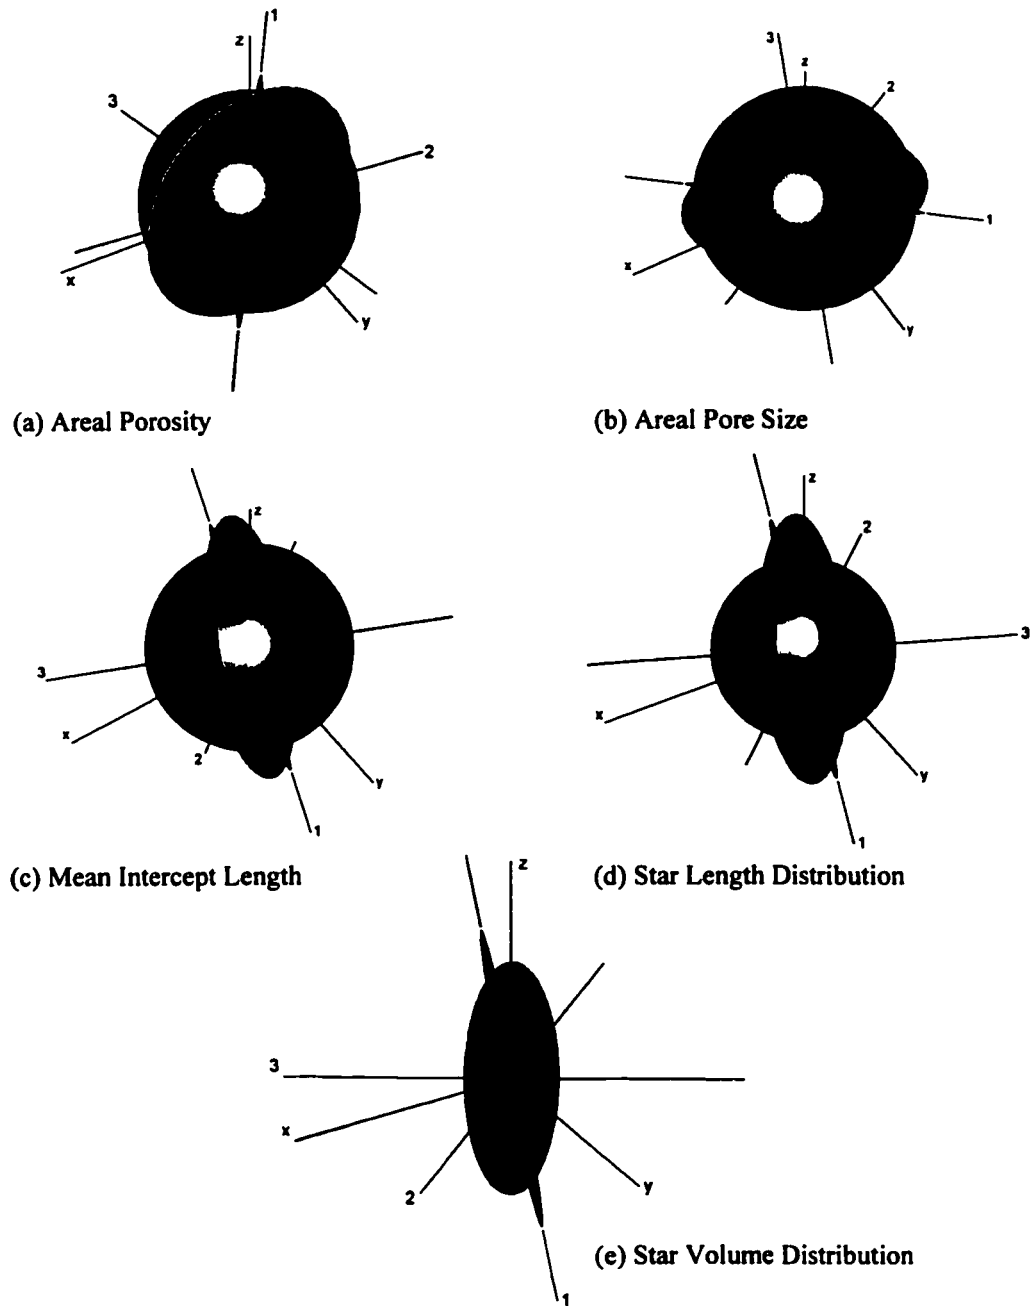 1
z
3
2
x
y
(a) Areal Porosity
3
z
2
1
x
y
(b) Areal Pore Size
z
3
x
2
y
1
(c) Mean Intercept Length
z
2
3
x
y
1
(d) Star Length Distribution
z
3
x
2
y
1
(e) Star Volume Distribution